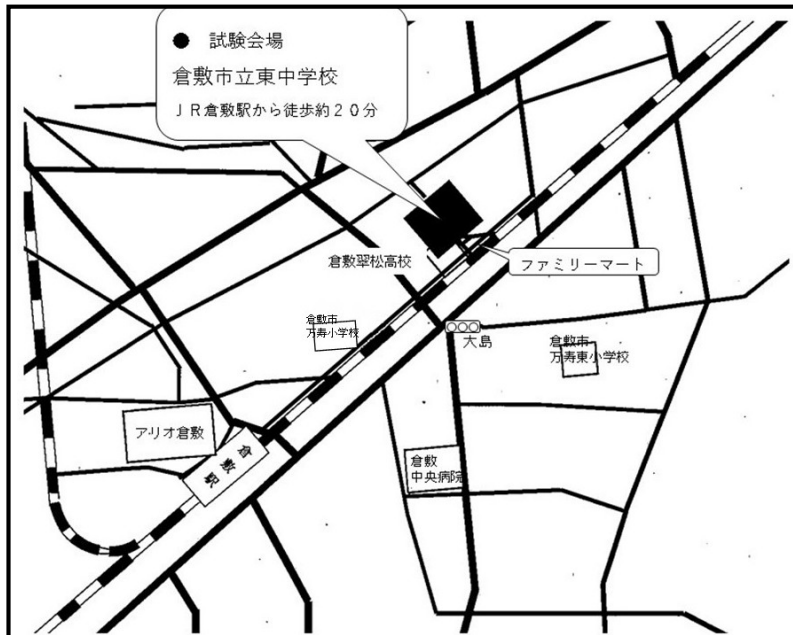 ● 試験会場
倉敷市立東中学校
ＪＲ倉敷駅から徒歩約２０分
倉敷翠松高校
ファミリーマート
倉敷市
万寿小学校
大島
倉敷市
万寿東小学校
アリオ倉敷
倉敷駅
倉敷
中央病院